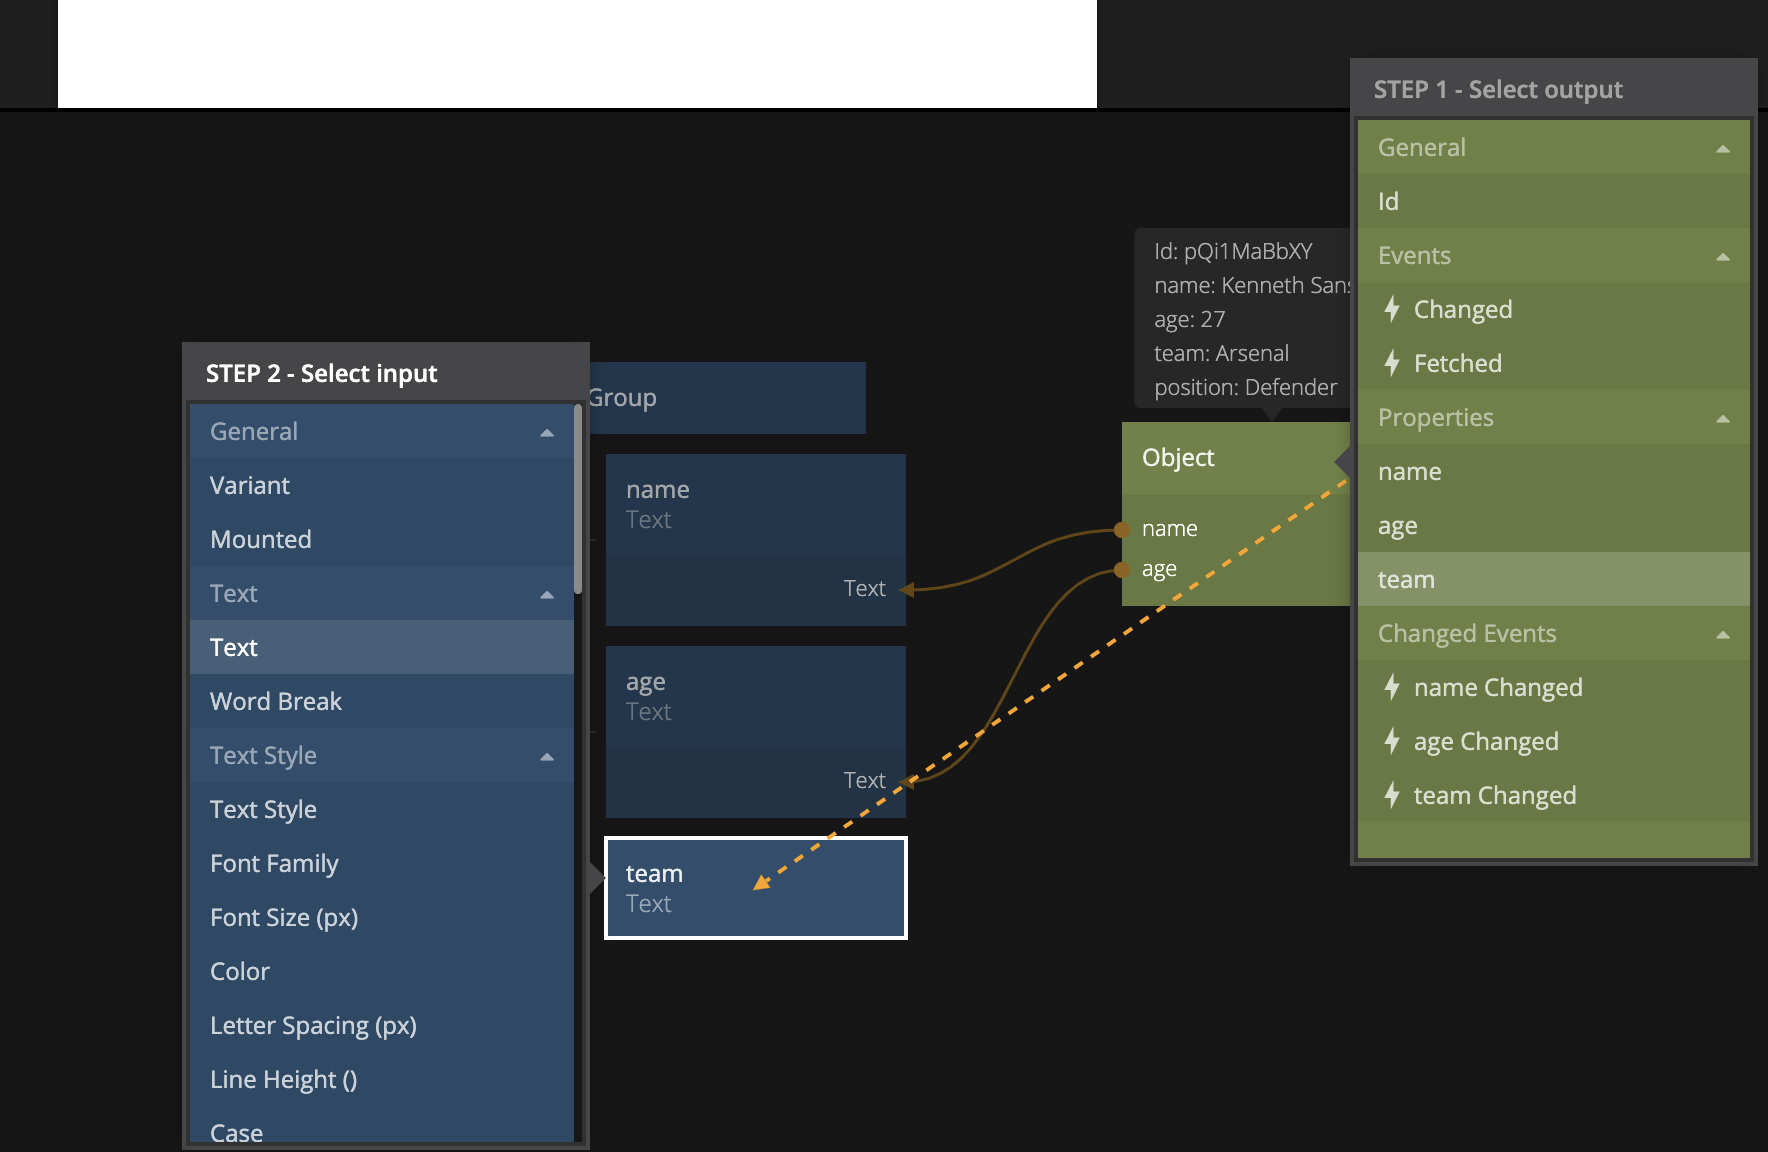 STEP 1 - Select output
General
Id
Events
Changed
Fetched
Properties
name
age
team
Changed Events
name Changed
age Changed
team Changed
Id: pQi1MaBbXY
name: Kenneth Sans
age: 27
team: Arsenal
position: Defender
Object
name
age
STEP 2 - Select input
General
Variant
Mounted
Text
Text
Word Break
Text Style
Text Style
Font Family
Font Size (px)
Color
Letter Spacing (px)
Line Height ()
Case
Group
name
Text
Text
age
Text
Text
team
Text